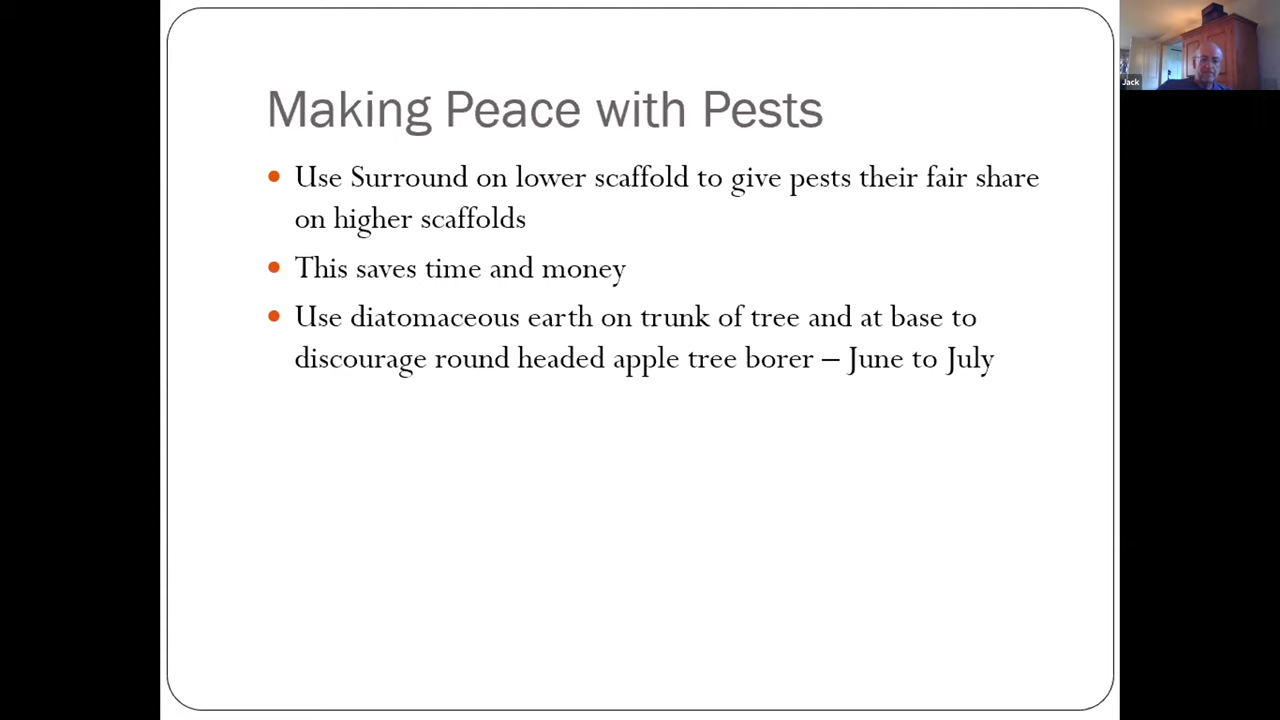 Making Peace with Pests
Use Surround on lower scaffold to give pests their fair share
on higher scaffolds
This saves time and money
Use diatomaceous earth on trunk of tree and at base to
discourage round headed apple tree borer – June to July
Jack